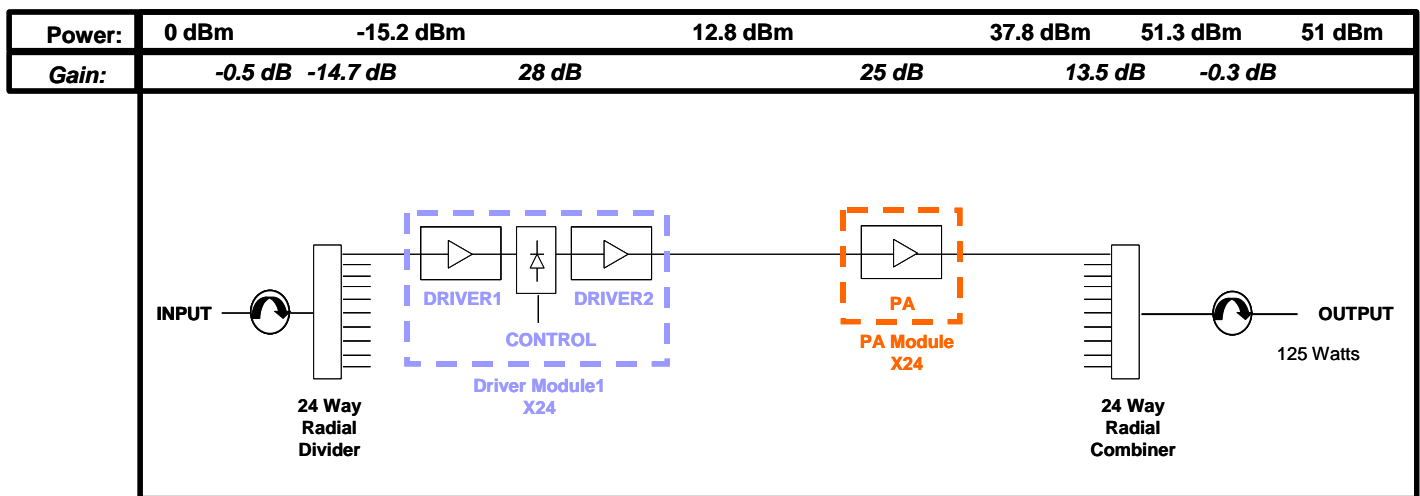 Power: 0 dBm -15.2 dBm 12.8 dBm 37.8 dBm 51.3 dBm 51 dBm
Gain: -0.5 dB -14.7 dB 28 dB 25 dB 13.5 dB -0.3 dB
DRIVER1 DRIVER2
PA
INPUT
OUTPUT
CONTROL
PA Module
X24
125 Watts
Driver Module1
X24
24 Way
Radial
Divider
24 Way
Radial
Combiner